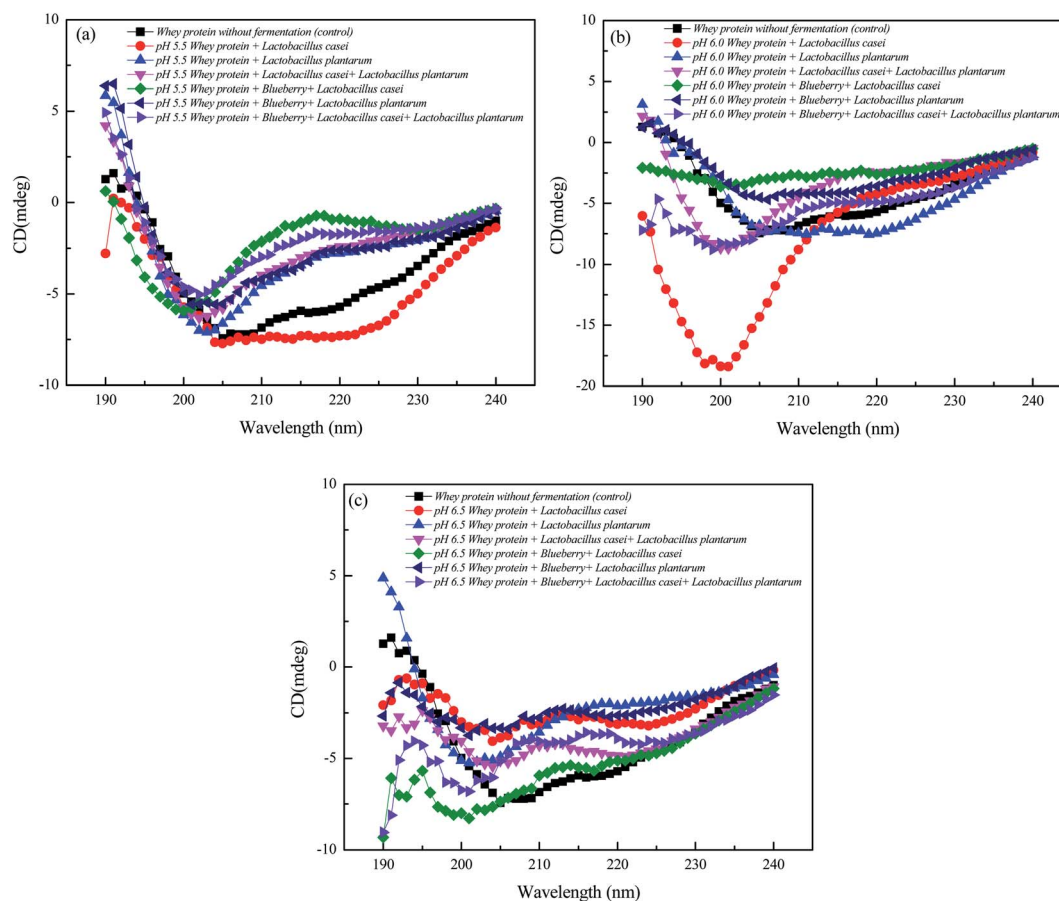 (a)
Whey protein without fermentation (control)
pH 5.5 Whey protein + Lactobacillus casei
pH 5.5 Whey protein + Lactobacillus plantarum
pH 5.5 Whey protein + Lactobacillus casei+ Lactobacillus plantarum
pH 5.5 Whey protein + Blueberry+ Lactobacillus casei
pH 5.5 Whey protein + Blueberry+ Lactobacillus plantarum
pH 5.5 Whey protein + Blueberry+ Lactobacillus casei+ Lactobacillus plantarum
CD(mdeg)
10
5
0
-5
-10
190 200 210 220 230 240
Wavelength (nm)
(b)
Whey protein without fermentation (control)
pH 6.0 Whey protein + Lactobacillus casei
pH 6.0 Whey protein + Lactobacillus plantarum
pH 6.0 Whey protein + Lactobacillus casei+ Lactobacillus plantarum
pH 6.0 Whey protein + Blueberry+ Lactobacillus casei
pH 6.0 Whey protein + Blueberry+ Lactobacillus plantarum
pH 6.0 Whey protein + Blueberry+ Lactobacillus casei+ Lactobacillus plantarum
CD (mdeg)
10
5
0
-5
-10
-15
-20
190 200 210 220 230 240
Wavelength (nm)
(c)
Whey protein without fermentation (control)
pH 6.5 Whey protein + Lactobacillus casei
pH 6.5 Whey protein + Lactobacillus plantarum
pH 6.5 Whey protein + Lactobacillus casei+ Lactobacillus plantarum
pH 6.5 Whey protein + Blueberry+ Lactobacillus casei
pH 6.5 Whey protein + Blueberry+ Lactobacillus plantarum
pH 6.5 Whey protein + Blueberry+ Lactobacillus casei+ Lactobacillus plantarum
CD(mdeg)
10
5
0
-5
-10
190 200 210 220 230 240
Wavelength (nm)